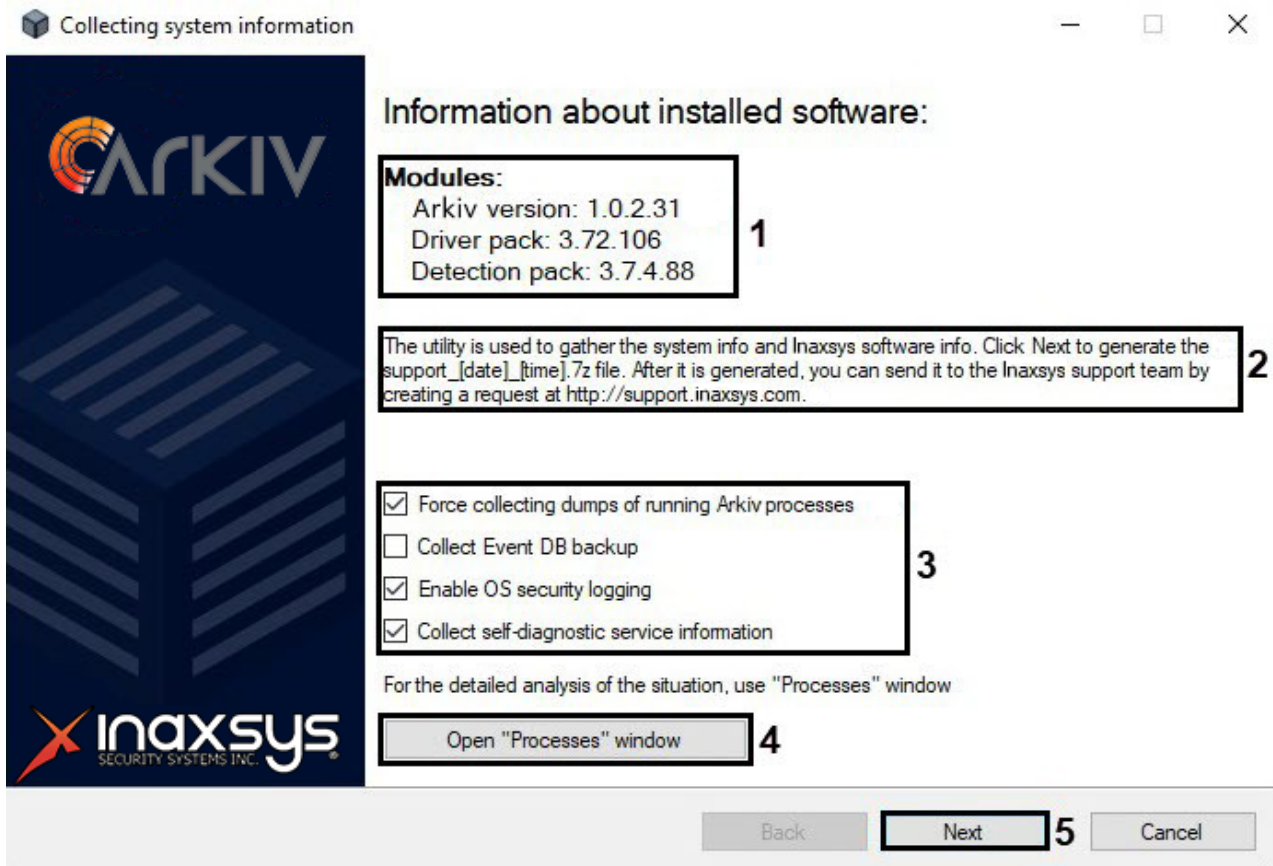 Collecting system information
ARKIV
Information about installed software:
Modules:
Arkiv version: 1.0.2.31
Driver pack: 3.72.106
Detection pack: 3.7.4.88
1
The utility is used to gather the system info and Inaxsys software info. Click Next to generate the
support_[date]_[time].7z file. After it is generated, you can send it to the Inaxsys support team by
creating a request at http://support.inaxsys.com.
2
Force collecting dumps of running Arkiv processes
Collect Event DB backup
Enable OS security logging
Collect self-diagnostic service information
3
For the detailed analysis of the situation, use "Processes" window
Open "Processes" window
4
Inaxsys
SECURITY SYSTEMS INC.
Back
Next
5
Cancel